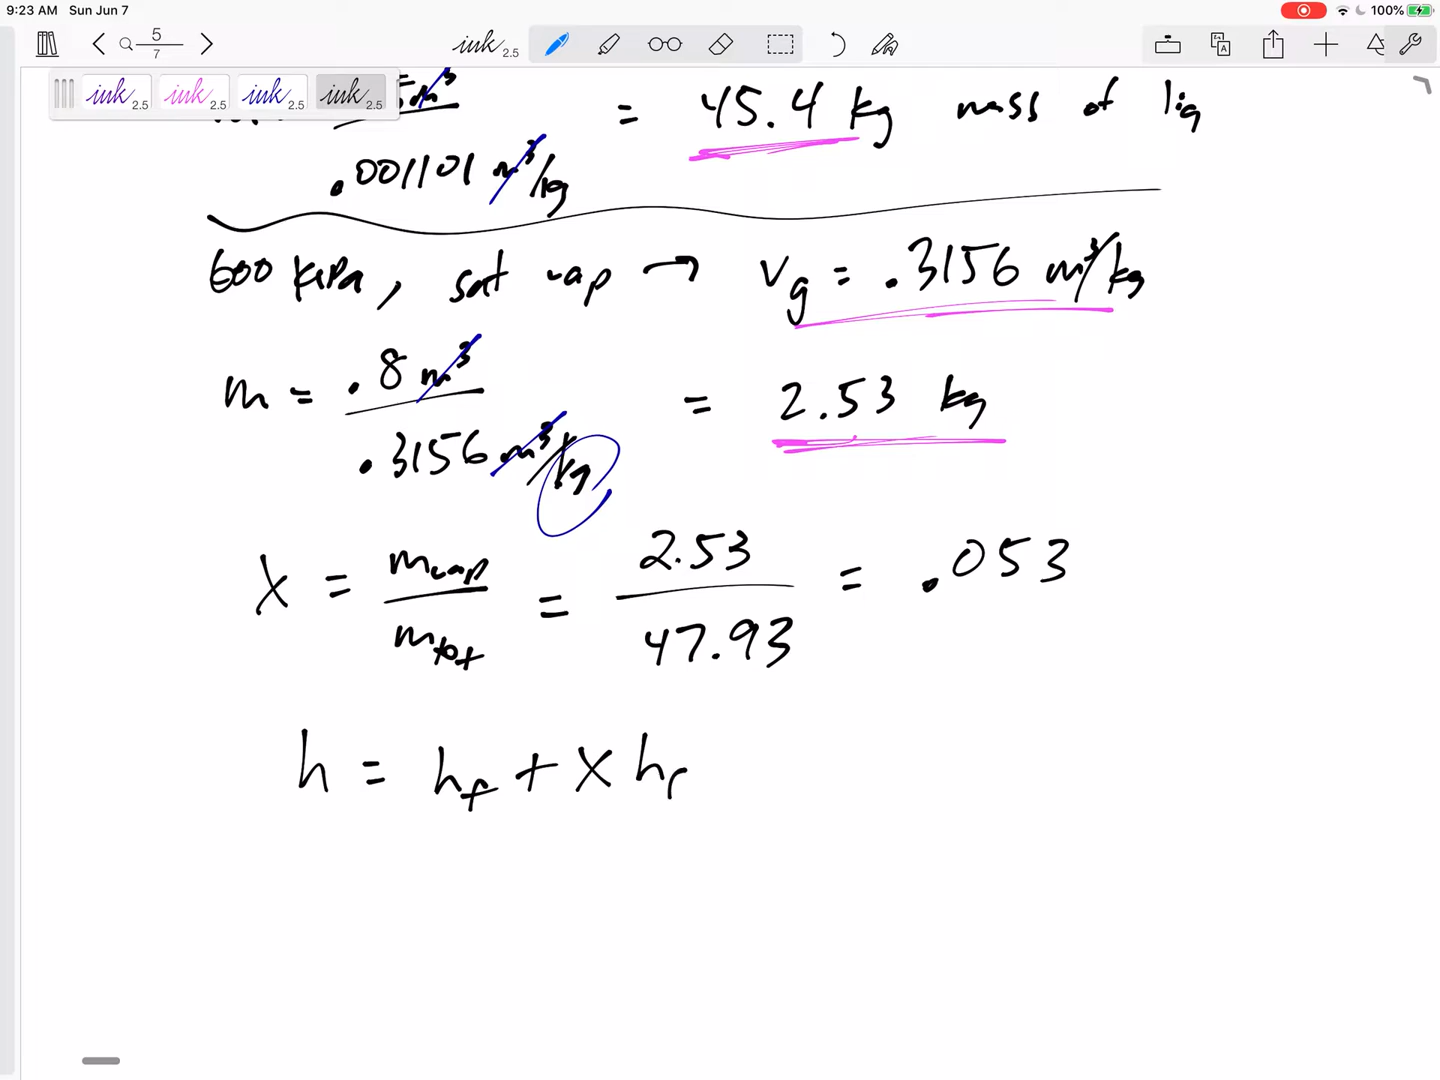 9:23 AM Sun Jun 7
100%
5
7
ink 2.5
ink 2.5 ink 2.5 ink 2.5 ink 2.5
m³
= 45.4 kg mass of liq
.001101 m³/kg
600 kPa, sat vap → vg = .3156 m³/kg
m = .8 m³ / .3156 m³/kg = 2.53 kg
x = mvap / mtot = 2.53 / 47.93 = .053
h = hf + x h